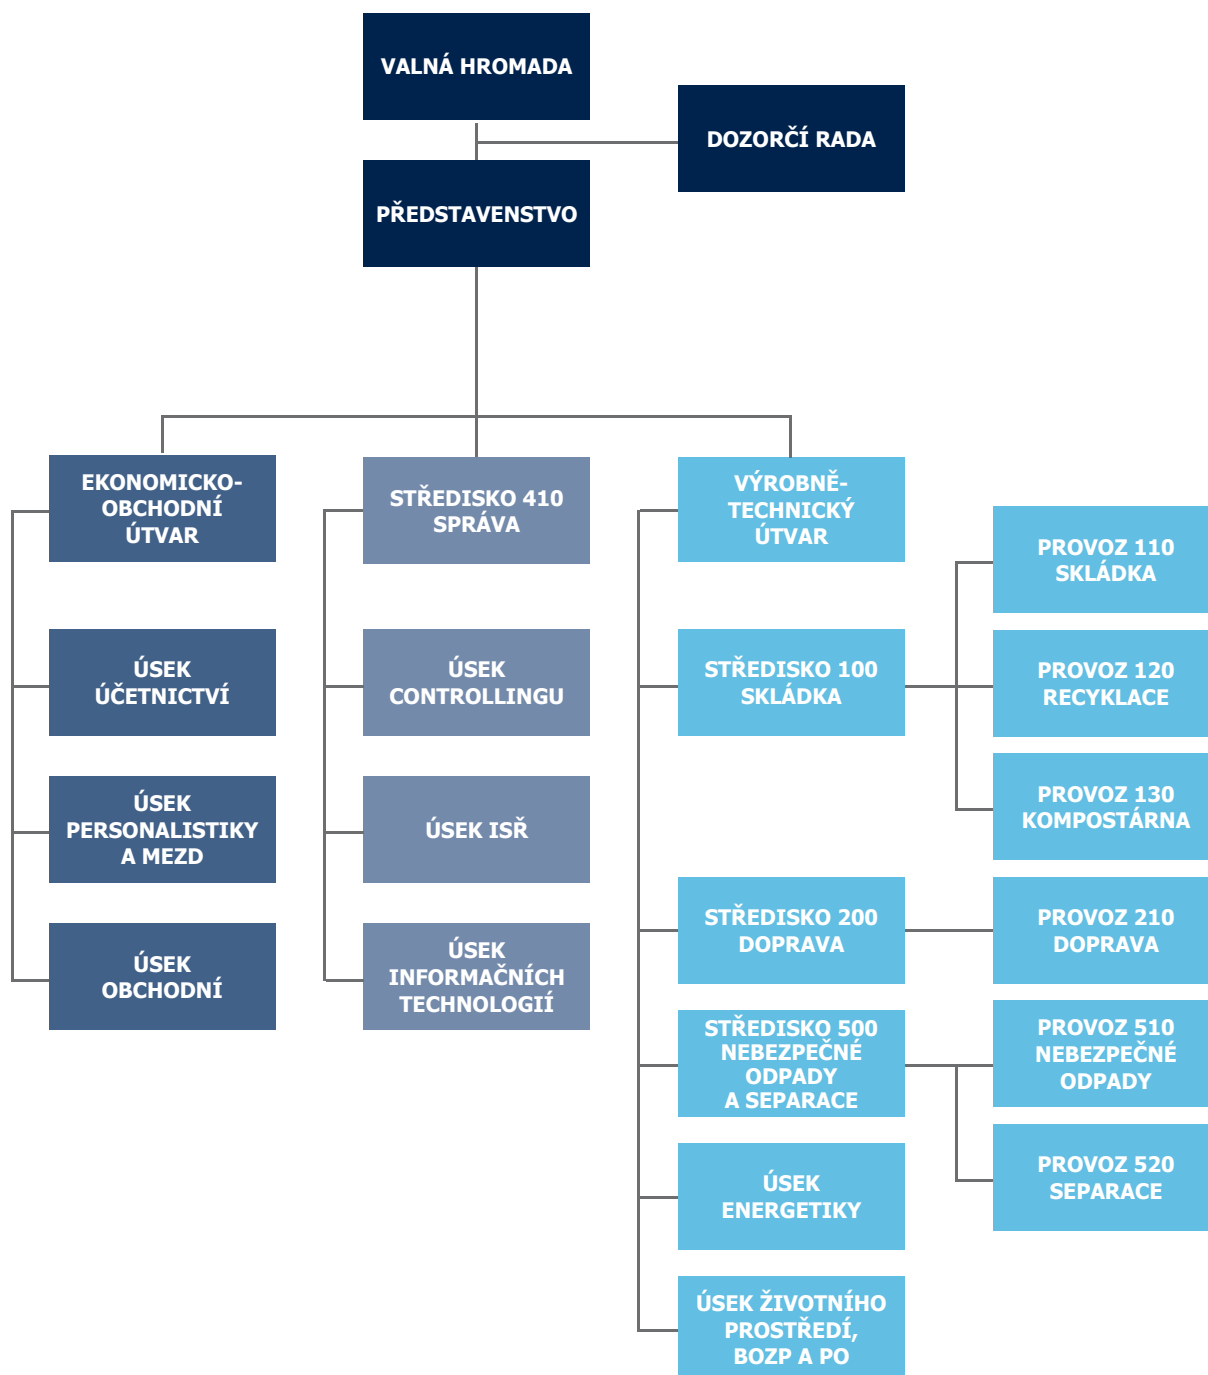 VALNÁ HROMADA
DOZORČÍ RADA
PŘEDSTAVENSTVO
EKONOMICKO-
OBCHODNÍ
ÚTVAR
STŘEDISKO 410
SPRÁVA
VÝROBNĚ-
TECHNICKÝ
ÚTVAR
PROVOZ 110
SKLÁDKA
ÚSEK
ÚČETNICTVÍ
ÚSEK
CONTROLLINGU
STŘEDISKO 100
SKLÁDKA
PROVOZ 120
RECYKLACE
ÚSEK
PERSONALISTIKY
A MEZD
ÚSEK ISŘ
PROVOZ 130
KOMPOSTÁRNA
ÚSEK
OBCHODNÍ
ÚSEK
INFORMAČNÍCH
TECHNOLOGIÍ
STŘEDISKO 200
DOPRAVA
PROVOZ 210
DOPRAVA
STŘEDISKO 500
NEBEZPEČNÉ
ODPADY
A SEPARACE
PROVOZ 510
NEBEZPEČNÉ
ODPADY
PROVOZ 520
SEPARACE
ÚSEK
ENERGETIKY
ÚSEK ŽIVOTNÍHO
PROSTŘEDÍ,
BOZP A PO